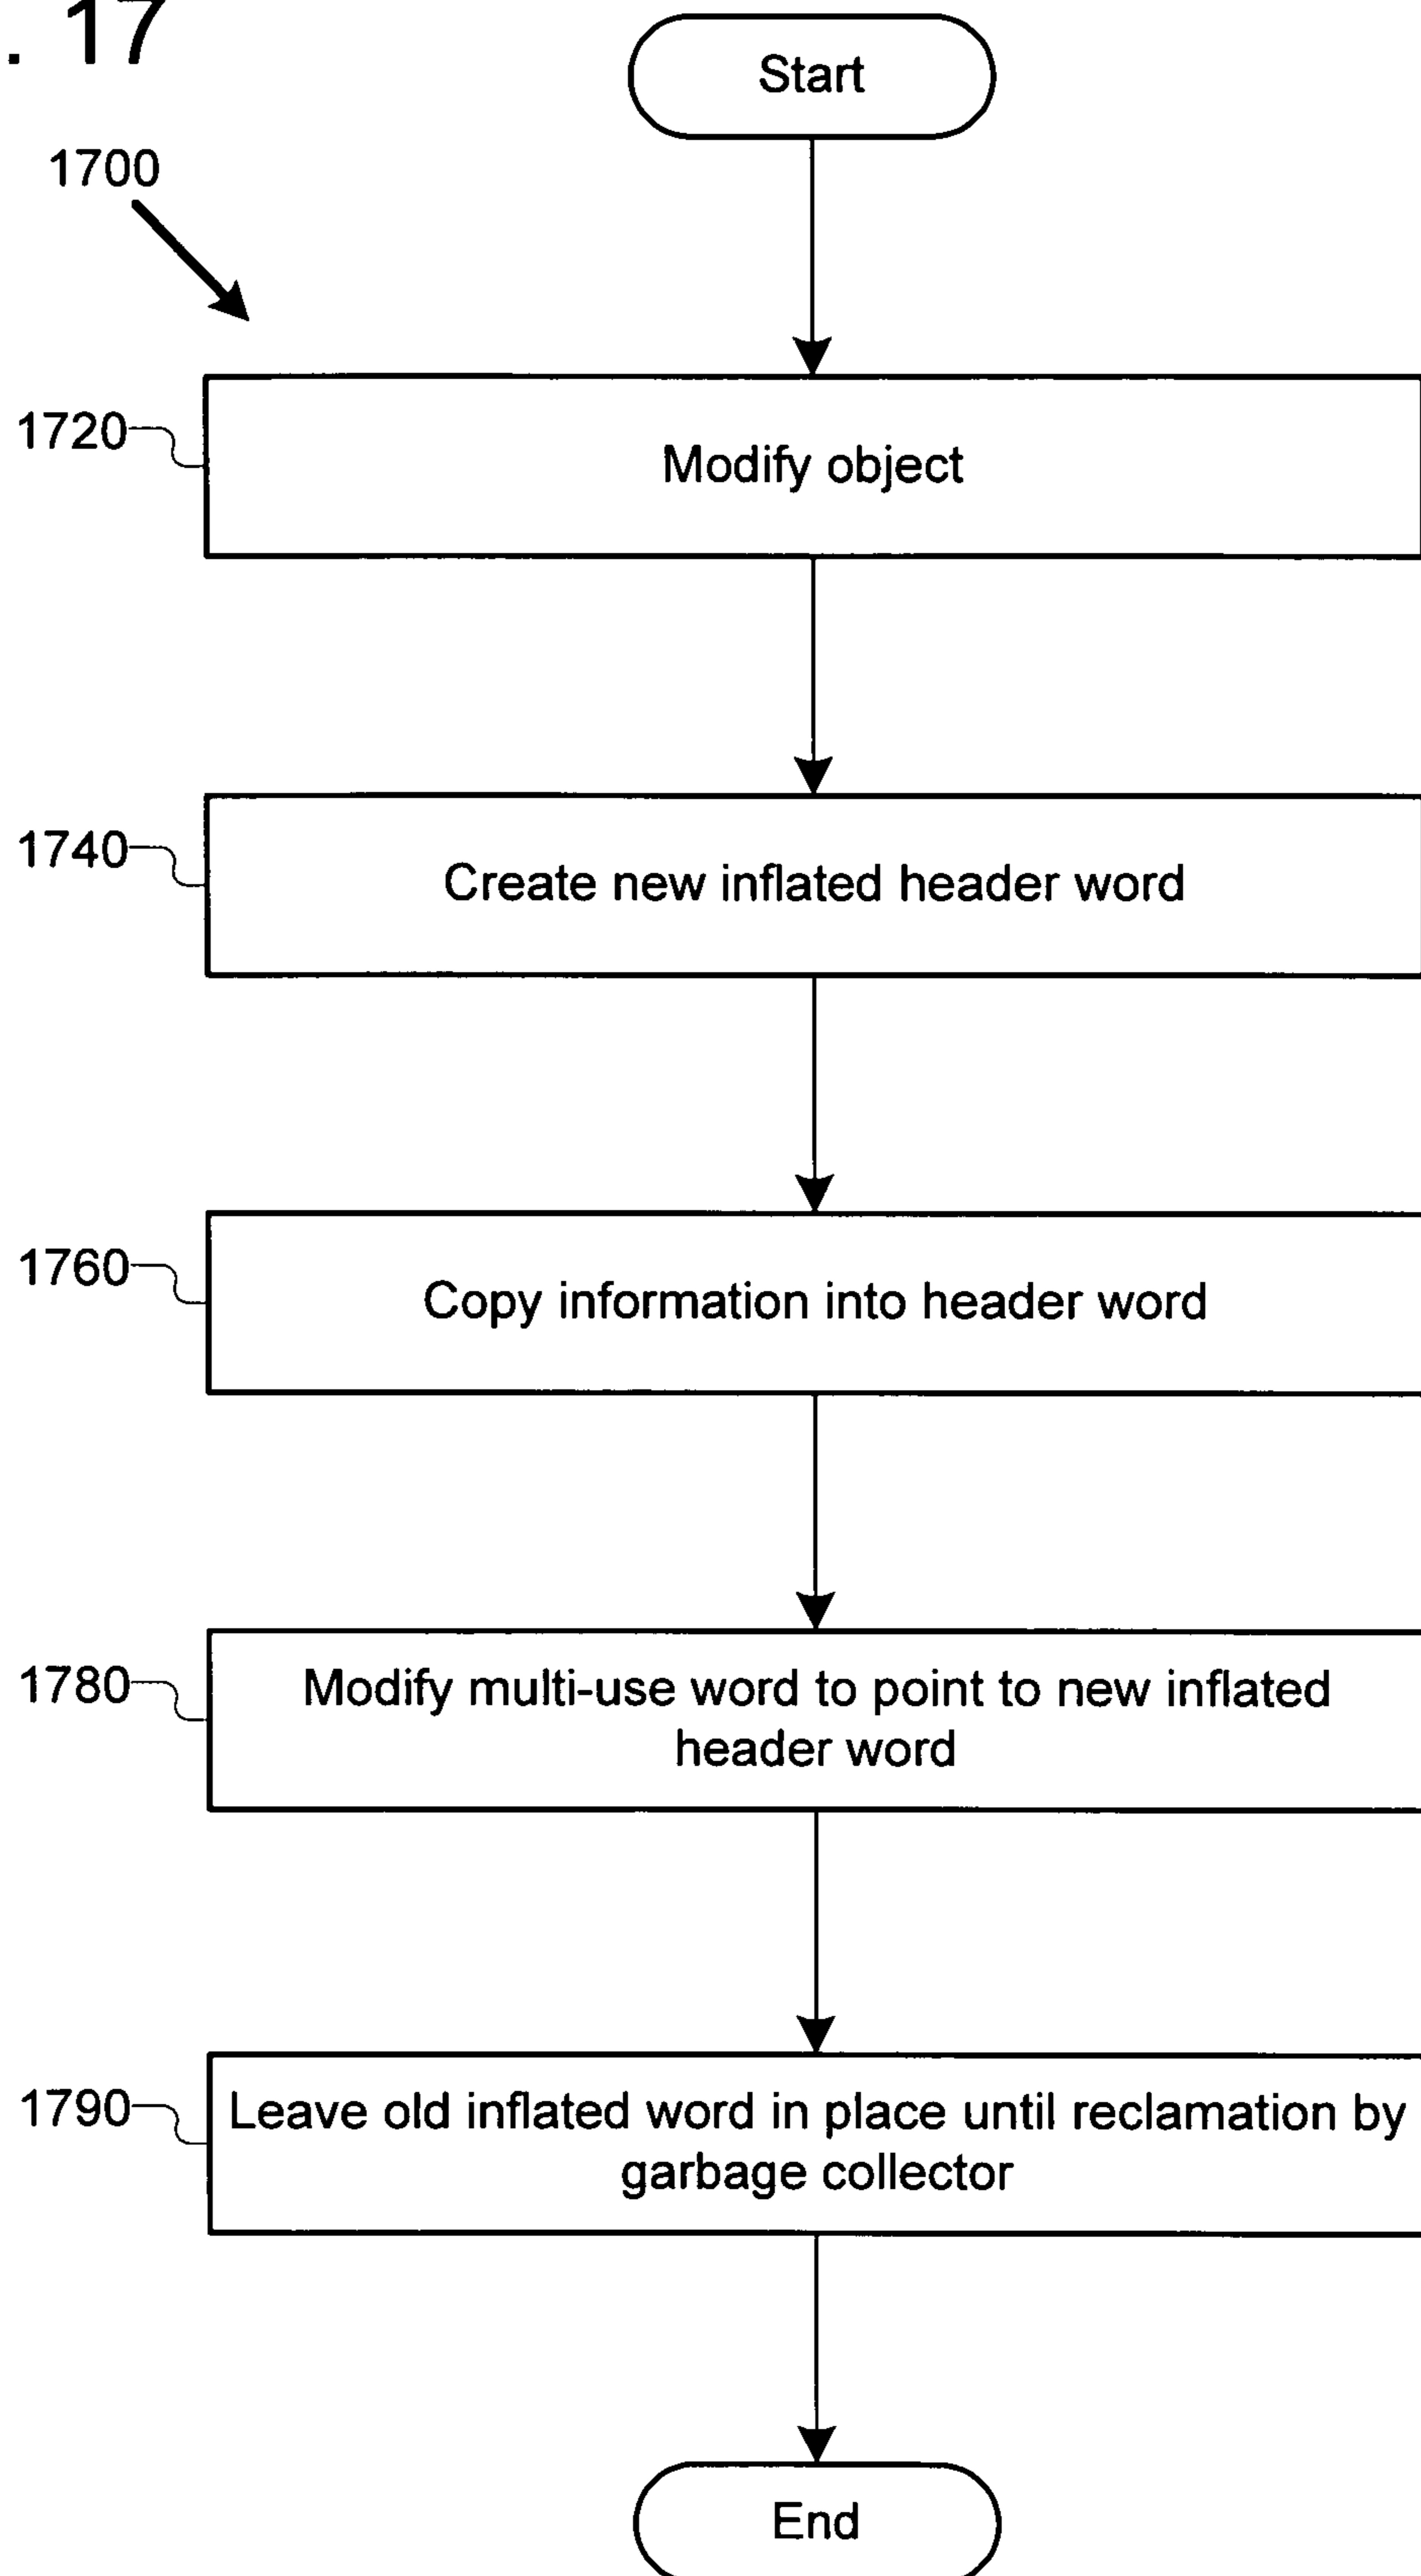 . 17
Start
1700
1720
Modify object
1740
Create new inflated header word
1760
Copy information into header word
1780
Modify multi-use word to point to new inflated
header word
1790
Leave old inflated word in place until reclamation by
garbage collector
End